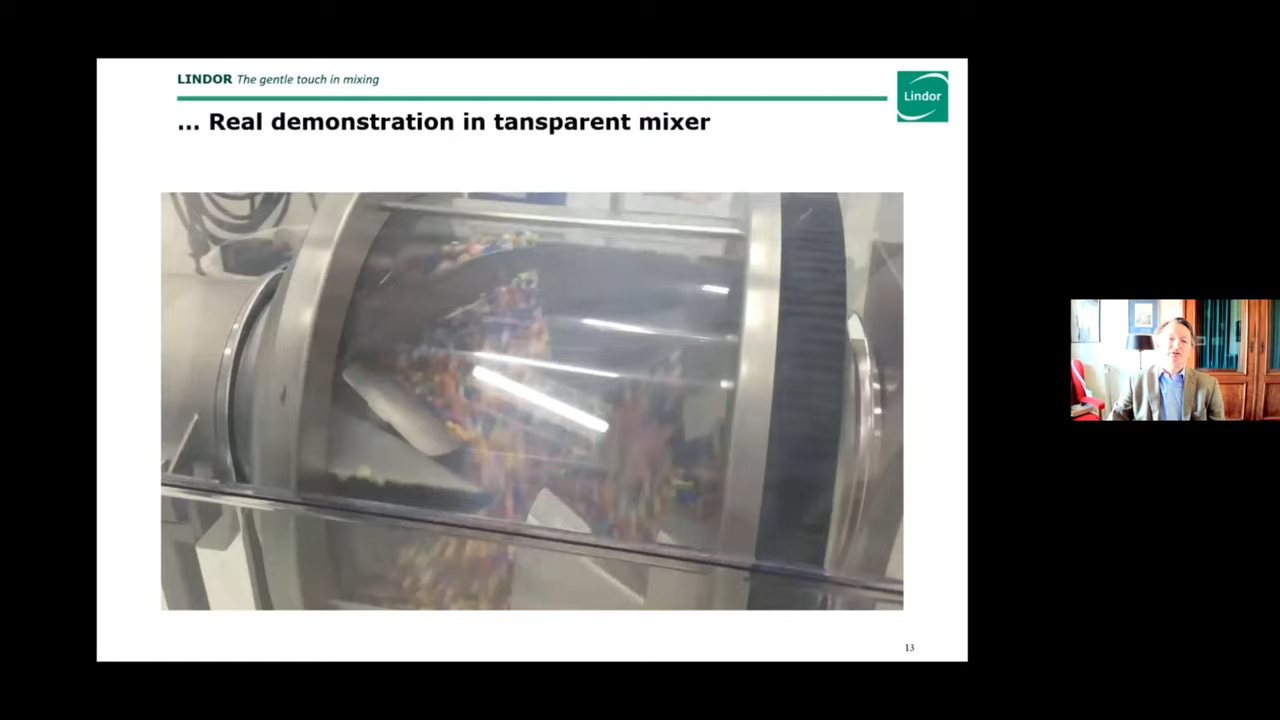 LINDOR The gentle touch in mixing
Lindor
... Real demonstration in tansparent mixer
13